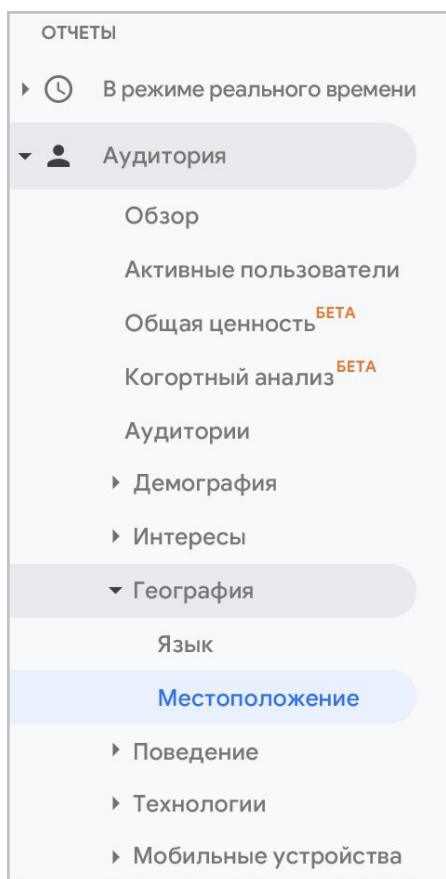 ОТЧЕТЫ
В режиме реального времени
Аудитория
Обзор
Активные пользователи
Общая ценность БЕТА
Когортный анализ БЕТА
Аудитории
Демография
Интересы
География
Язык
Местоположение
Поведение
Технологии
Мобильные устройства